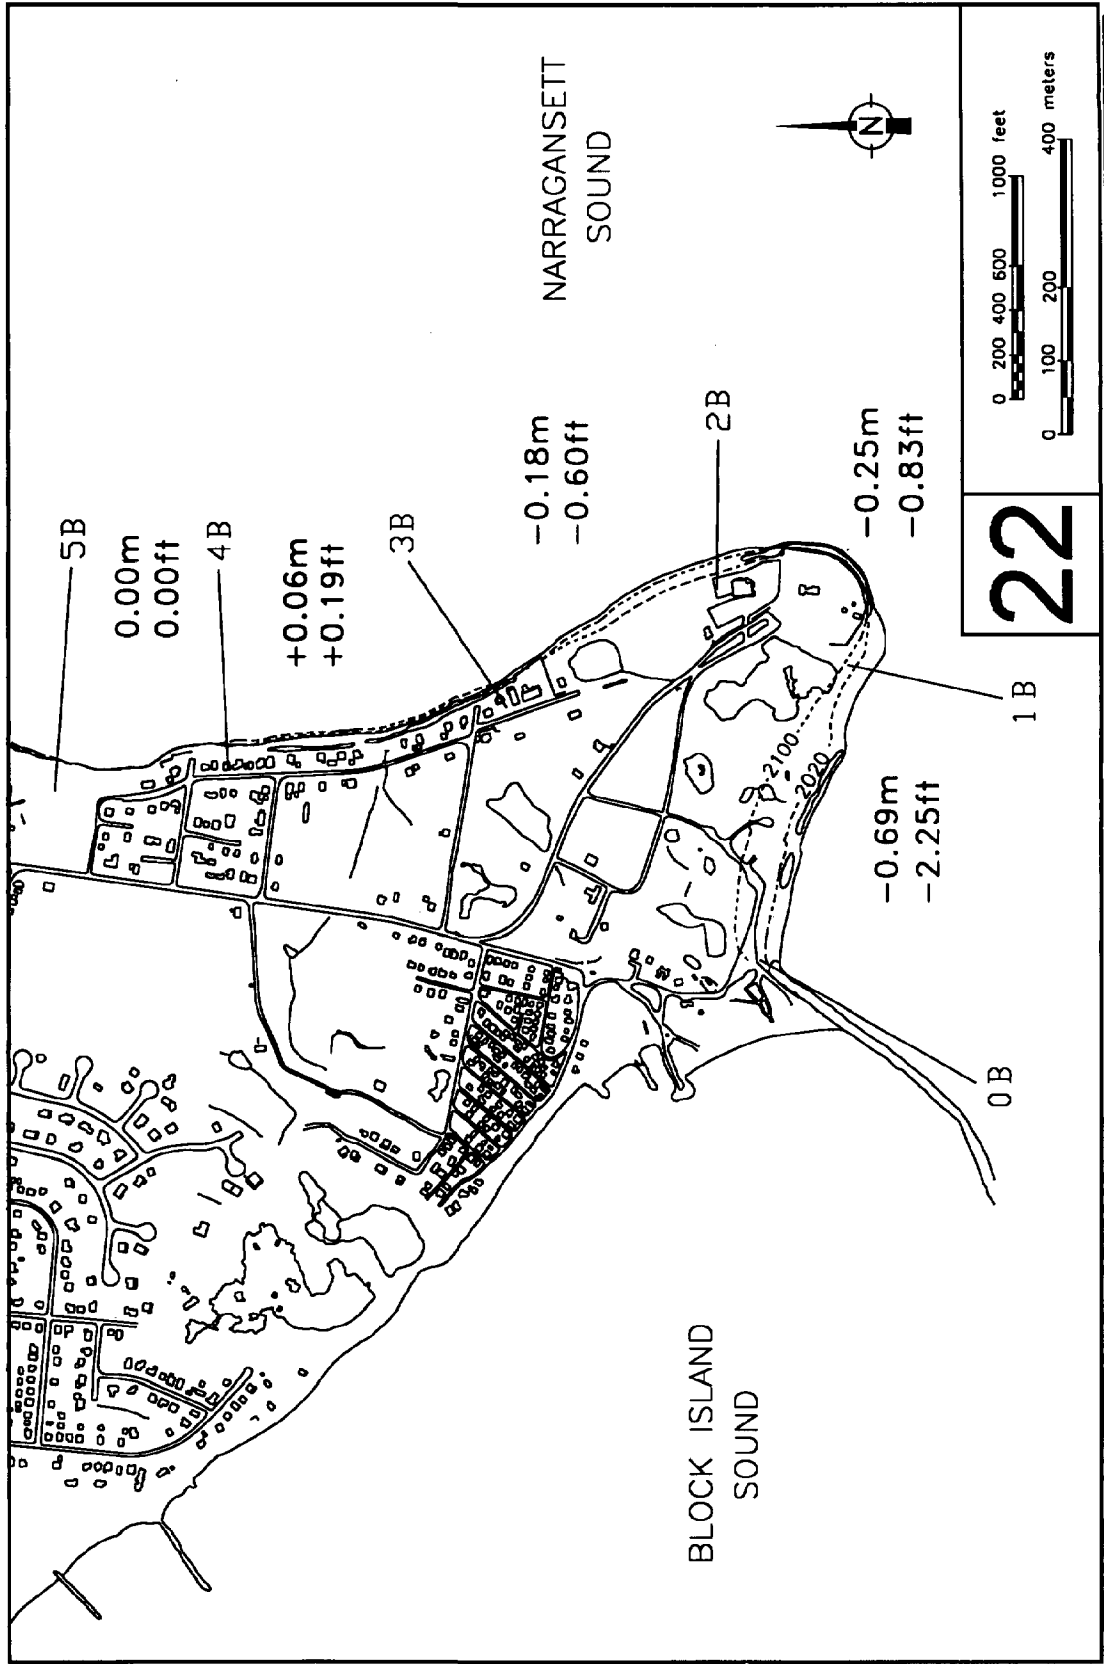 NARRAGANSETT
SOUND
BLOCK ISLAND
SOUND
5B
0.00m
0.00ft
4B
+0.06m
+0.19ft
3B
-0.18m
-0.60ft
2B
-0.25m
-0.83ft
1B
-0.69m
-2.25ft
0B
2100
2020
N
22
0 200 400 600 1000 feet
0 100 200 400 meters